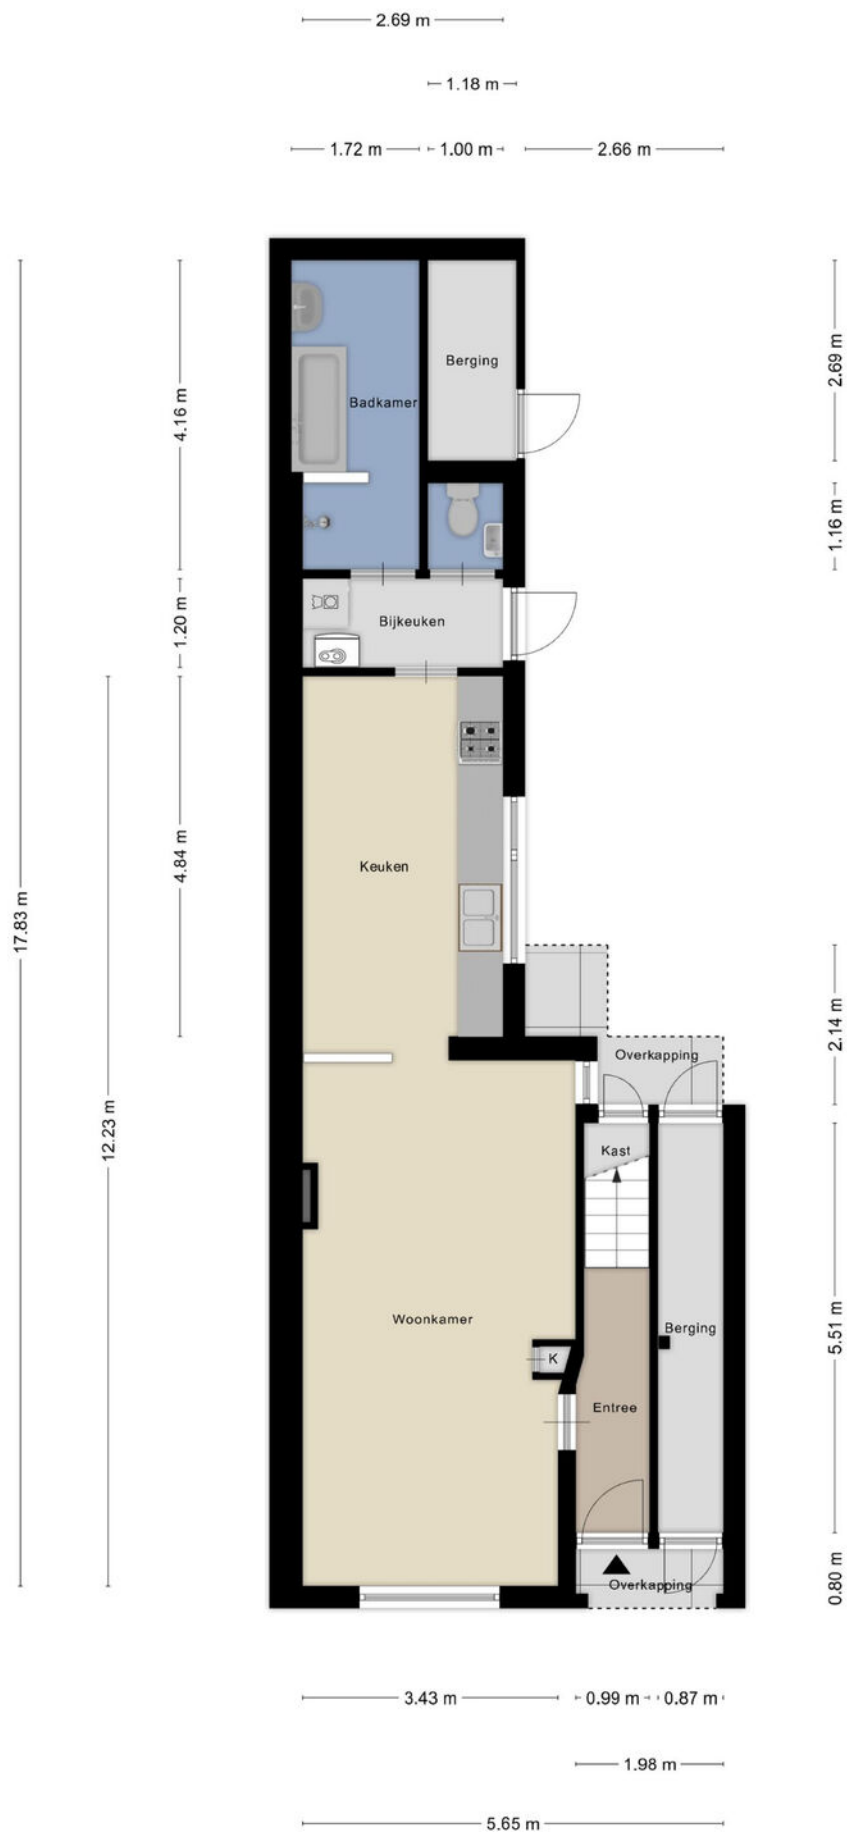 2.69 m
1.18 m
1.72 m 1.00 m 2.66 m
Berging
2.69 m
Badkamer
4.16 m
1.16 m
Bijkeuken
1.20 m
Keuken
4.84 m
17.83 m
2.14 m
Overkapping
12.23 m
Kast
Woonkamer
Berging
5.51 m
K
Entree
0.80 m
Overkapping
3.43 m 0.99 m 0.87 m
1.98 m
5.65 m